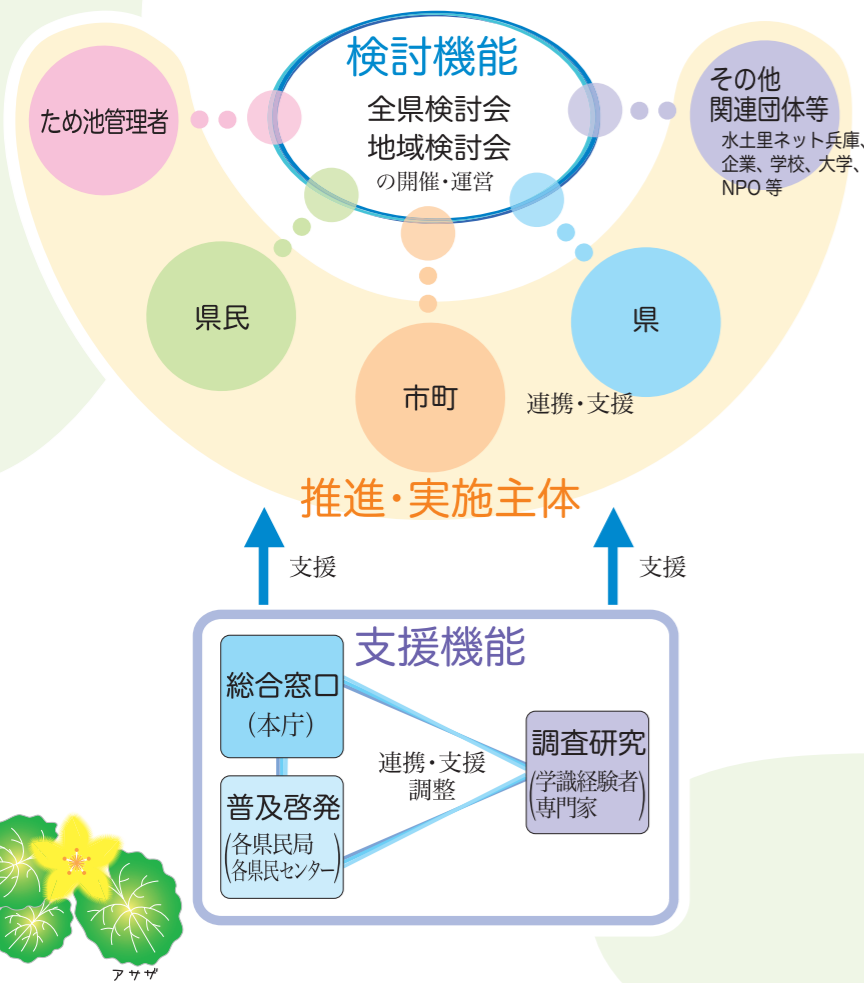 検討機能
全県検討会
地域検討会
の開催・運営
ため池管理者
その他
関連団体等
水土里ネット兵庫、
企業、学校、大学、
NPO 等
県民
県
市町
連携・支援
推進・実施主体
支援
支援
支援機能
総合窓口
(本庁)
連携・支援
調整
調査研究
(学識経験者
専門家)
普及啓発
(各県民局
各県民センター)
アサザ